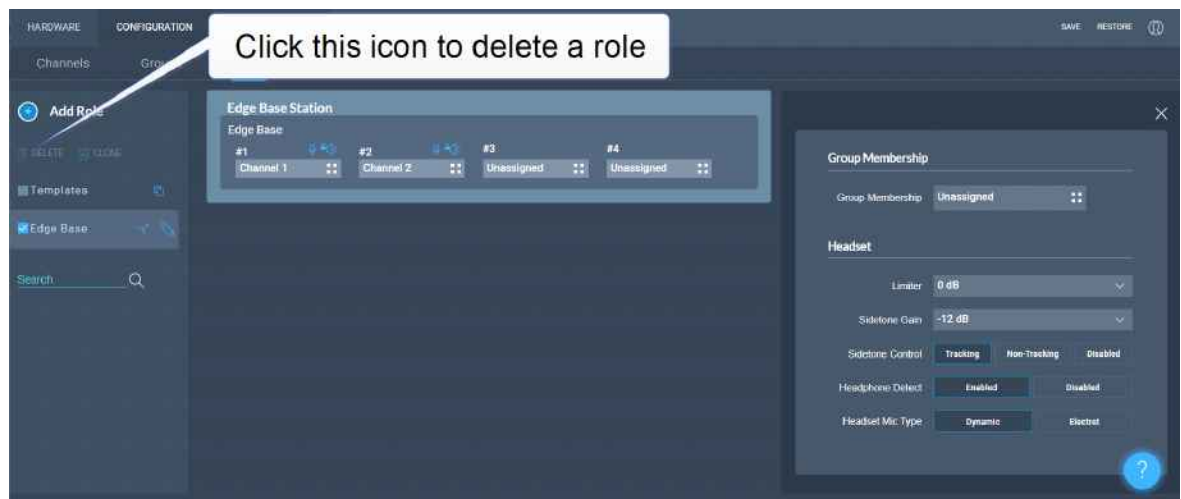 HARDWARE CONFIGURATION SAVE RESTORE
Click this icon to delete a role
Channels
Add Role
DELETE CLONE
Templates
Edge Base
Search
Edge Base Station
Edge Base
#1 #2 #3 #4
Channel 1 Channel 2 Unassigned Unassigned
Group Membership
Group Membership Unassigned
Headset
Limiter 0 dB
Sidetone Gain -12 dB
Sidetone Control Tracking Non-Tracking Disabled
Headphone Detect Enabled Disabled
Headset Mic Type Dynamic Electret
?